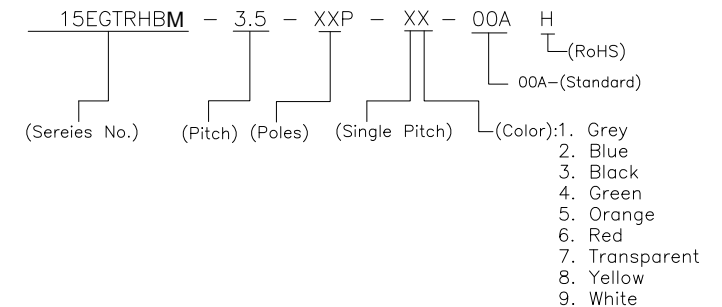 15EGTRHBM - 3.5 - XXP - XX - 00A H
(RoHS)
00A-(Standard)
(Sereies No.) (Pitch) (Poles) (Single Pitch) (Color):1. Grey
2. Blue
3. Black
4. Green
5. Orange
6. Red
7. Transparent
8. Yellow
9. White